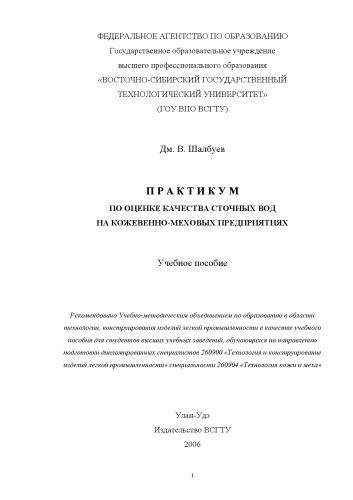 ФЕДЕРАЛЬНОЕ АГЕНТСТВО ПО ОБРАЗОВАНИЮ
Государственное образовательное учреждение
высшего профессионального образования
«ВОСТОЧНО-СИБИРСКИЙ ГОСУДАРСТВЕННЫЙ
ТЕХНОЛОГИЧЕСКИЙ УНИВЕРСИТЕТ»
(ГОУ ВПО ВСГТУ)
Дм. В. Шалбуев
П Р А К Т И К У М
ПО ОЦЕНКЕ КАЧЕСТВА СТОЧНЫХ ВОД
НА КОЖЕВЕННО-МЕХОВЫХ ПРЕДПРИЯТИЯХ
Учебное пособие
Рекомендовано Учебно-методическим объединением по образованию в области
технологии, конструирования изделий легкой промышленности в качестве учебного
пособия для студентов высших учебных заведений, обучающихся по направлению
подготовки дипломированных специалистов 260900 «Технология и конструирование
изделий легкой промышленности» специальности 260904 «Технология кожи и меха»
Улан-Удэ
Издательство ВСГТУ
2006
1